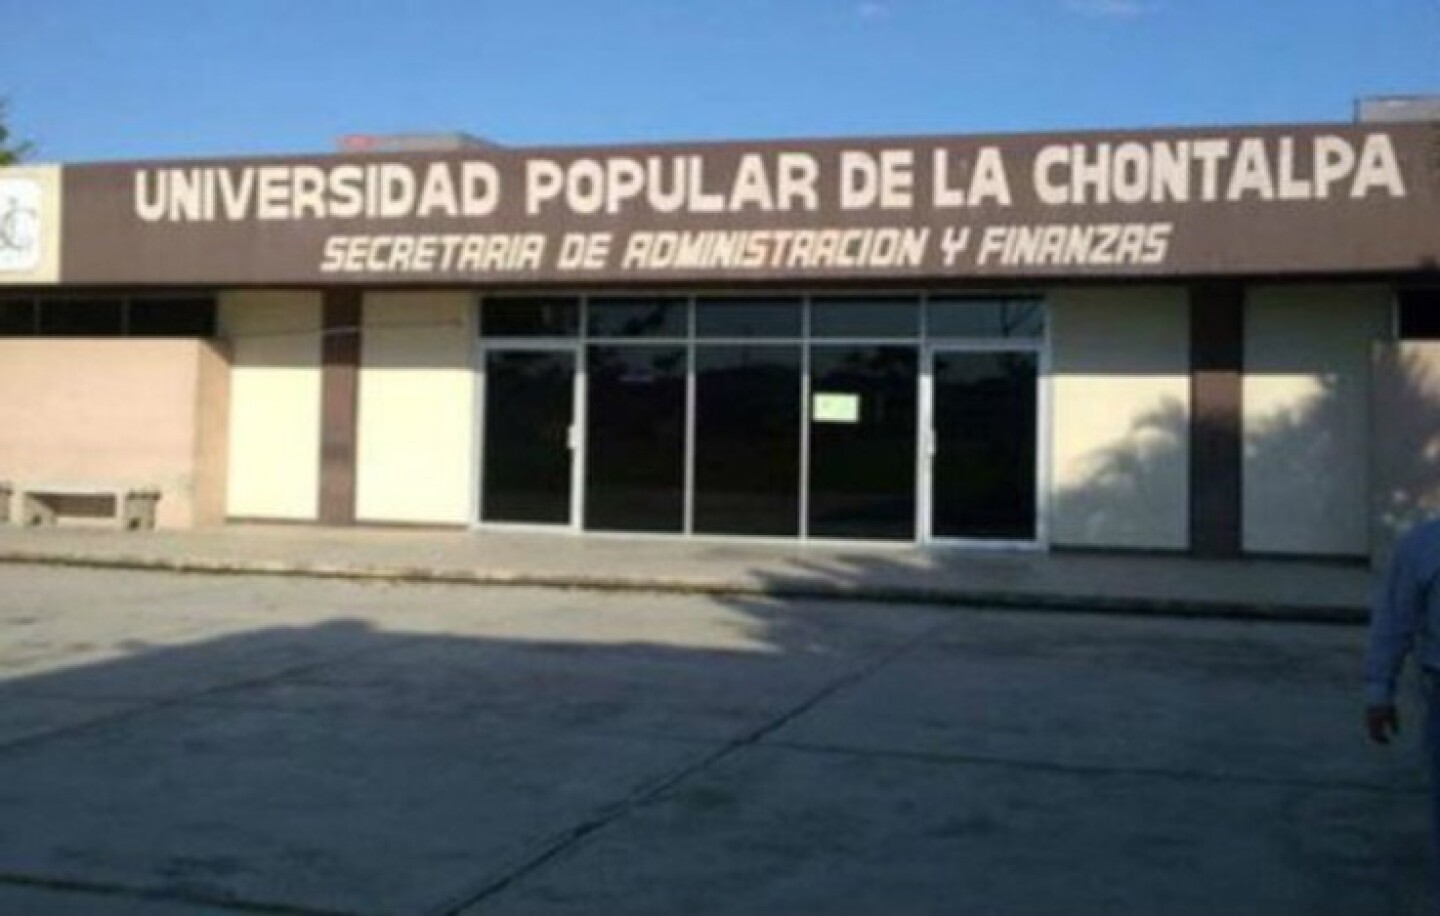 UNIVERSIDAD POPULAR DE LA CHONTALPA
SECRETARIA DE ADMINISTRACION Y FINANZAS